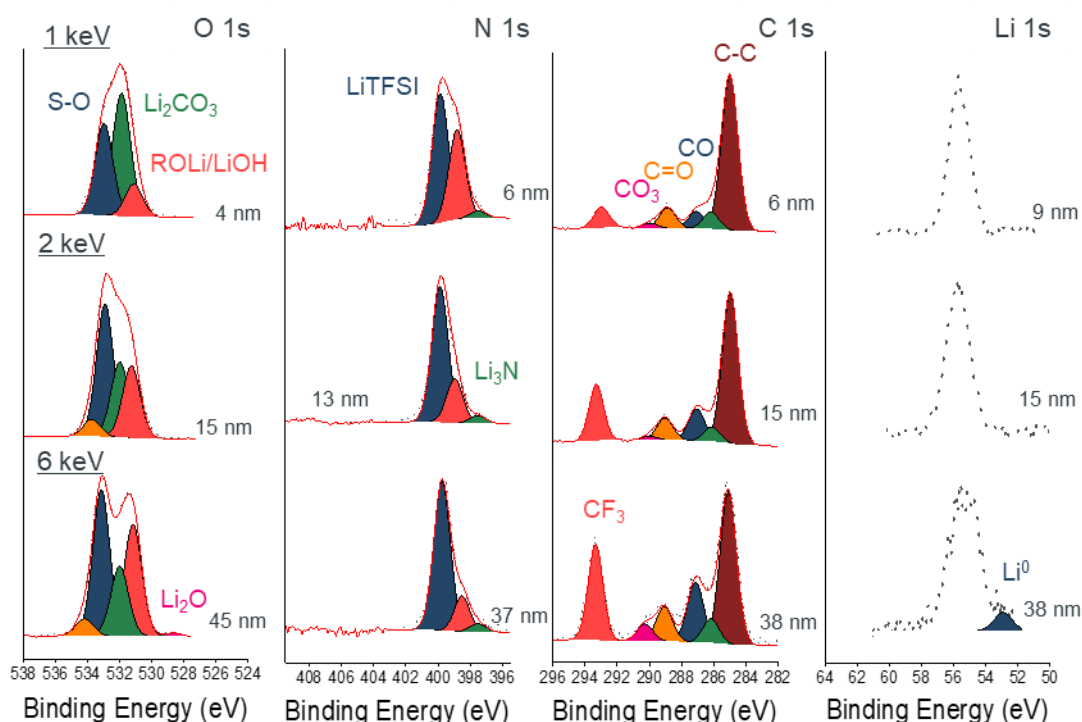 O 1s
N 1s
C 1s
Li 1s
1 keV
S-O
Li₂CO₃
ROLi/LiOH
4 nm
LiTFSI
6 nm
C-C
CO
C=O
CO₃
6 nm
9 nm
2 keV
15 nm
13 nm
Li₃N
15 nm
15 nm
6 keV
Li₂O
45 nm
37 nm
CF₃
38 nm
Li⁰
38 nm
538 536 534 532 530 528 526 524
408 406 404 402 400 398 396
296 294 292 290 288 286 284 282
64 62 60 58 56 54 52 50
Binding Energy (eV)
Binding Energy (eV)
Binding Energy (eV)
Binding Energy (eV)